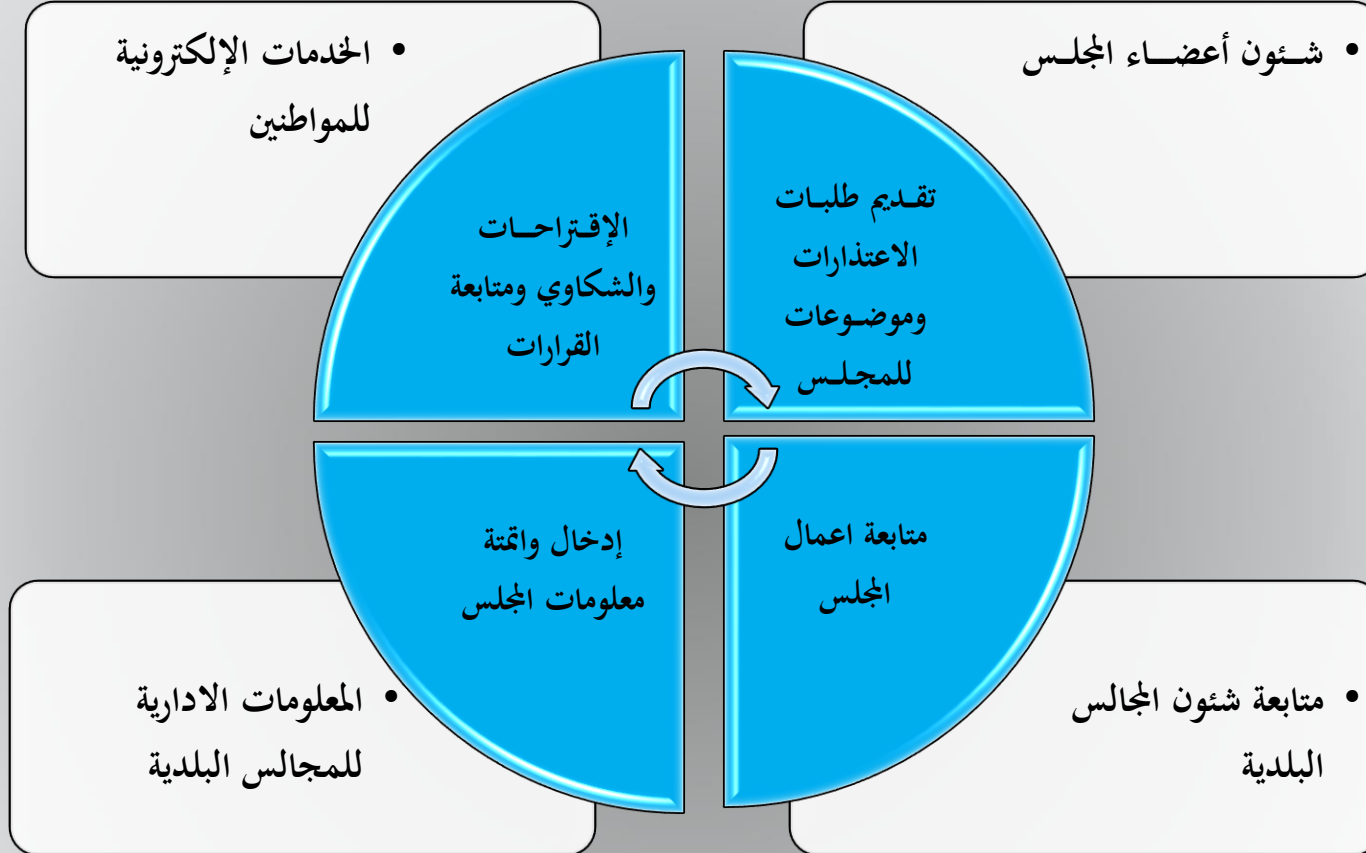 • شئون أعضاء المجلس
• الخدمات الإلكترونية
للمواطنين
تقديم طلبات
الاعتذارات
وموضوعات
للمجلس
الإقتراحات
والشكاوي ومتابعة
القرارات
متابعة اعمال
المجلس
إدخال واتمتة
معلومات المجلس
• متابعة شئون المجالس
البلدية
• المعلومات الادارية
للمجالس البلدية